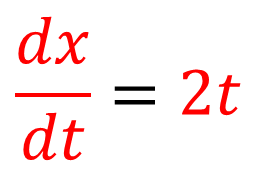 dx/dt = 2t